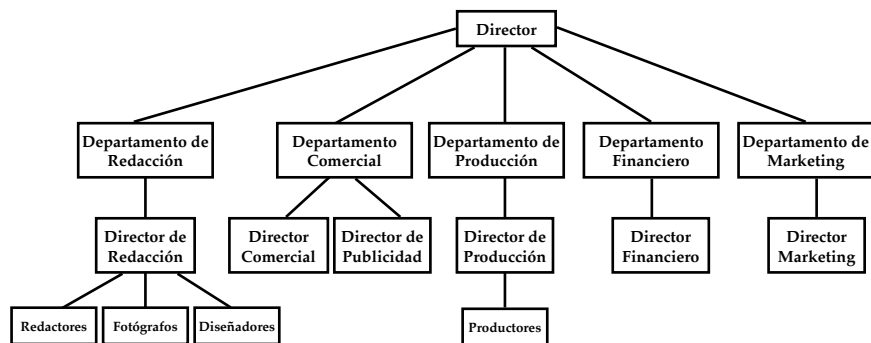 Director
Departamento de
Redacción
Departamento
Comercial
Departamento de
Producción
Departamento
Financiero
Departamento de
Marketing
Director de
Redacción
Director
Comercial
Director de
Publicidad
Director de
Producción
Director
Financiero
Director
Marketing
Redactores
Fotógrafos
Diseñadores
Productores